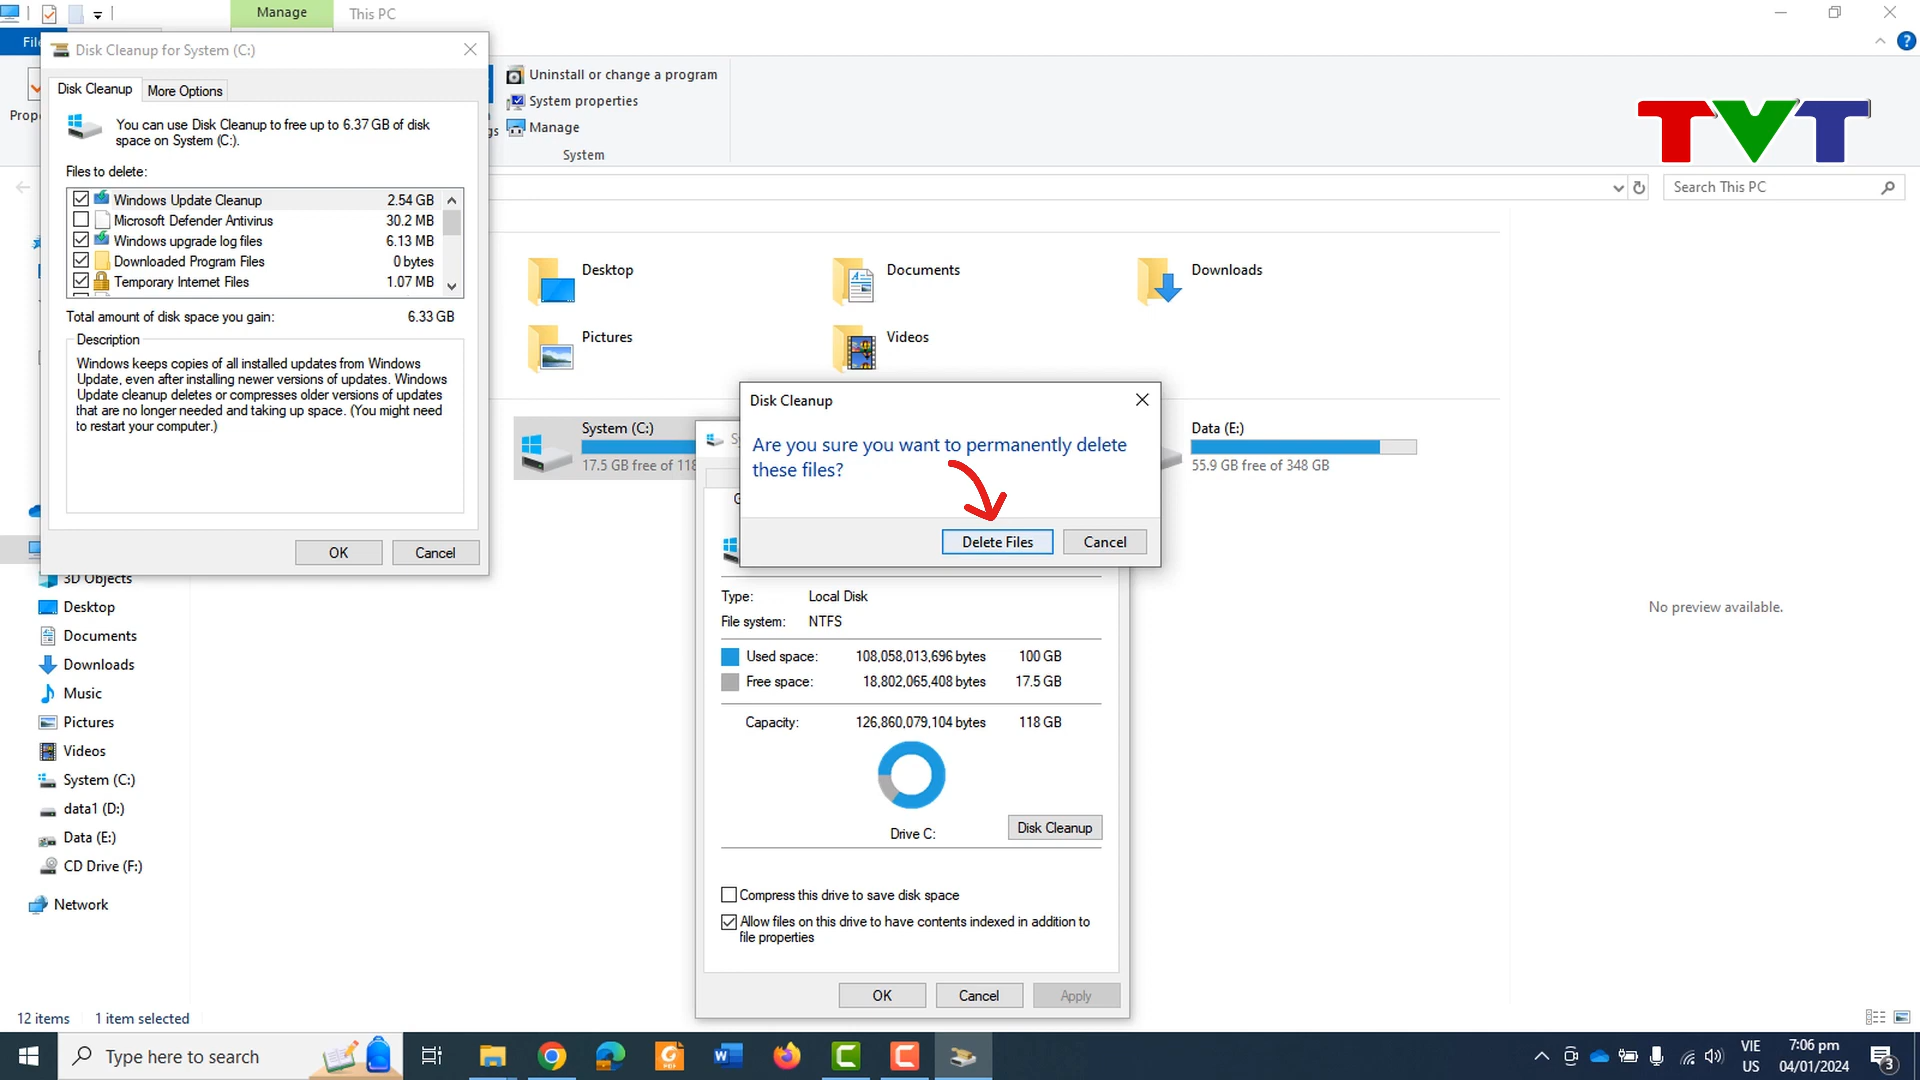 Manage
This PC
File
Disk Cleanup for System (C:)
Disk Cleanup
More Options
You can use Disk Cleanup to free up to 6.37 GB of disk
space on System (C:).
Files to delete:
Windows Update Cleanup 2.54 GB
Microsoft Defender Antivirus 30.2 MB
Windows upgrade log files 6.13 MB
Downloaded Program Files 0 bytes
Temporary Internet Files 1.07 MB
Total amount of disk space you gain: 6.33 GB
Description
Windows keeps copies of all installed updates from Windows
Update, even after installing newer versions of updates. Windows
Update cleanup deletes or compresses older versions of updates
that are no longer needed and taking up space. (You might need
to restart your computer.)
OK
Cancel
Prop
gs
Uninstall or change a program
System properties
Manage
System
TVT
?
Search This PC
Desktop
Documents
Downloads
Pictures
Videos
System (C:)
17.5 GB free of 118
Data (E:)
55.9 GB free of 348 GB
Disk Cleanup
Are you sure you want to permanently delete
these files?
Delete Files
Cancel
Type: Local Disk
File system: NTFS
Used space: 108,058,013,696 bytes 100 GB
Free space: 18,802,065,408 bytes 17.5 GB
Capacity: 126,860,079,104 bytes 118 GB
Drive C:
Disk Cleanup
Compress this drive to save disk space
Allow files on this drive to have contents indexed in addition to
file properties
OK
Cancel
Apply
No preview available.
3D Objects
Desktop
Documents
Downloads
Music
Pictures
Videos
System (C:)
data1 (D:)
Data (E:)
CD Drive (F:)
Network
12 items
1 item selected
Type here to search
VIE
US
7:06 pm
04/01/2024
3